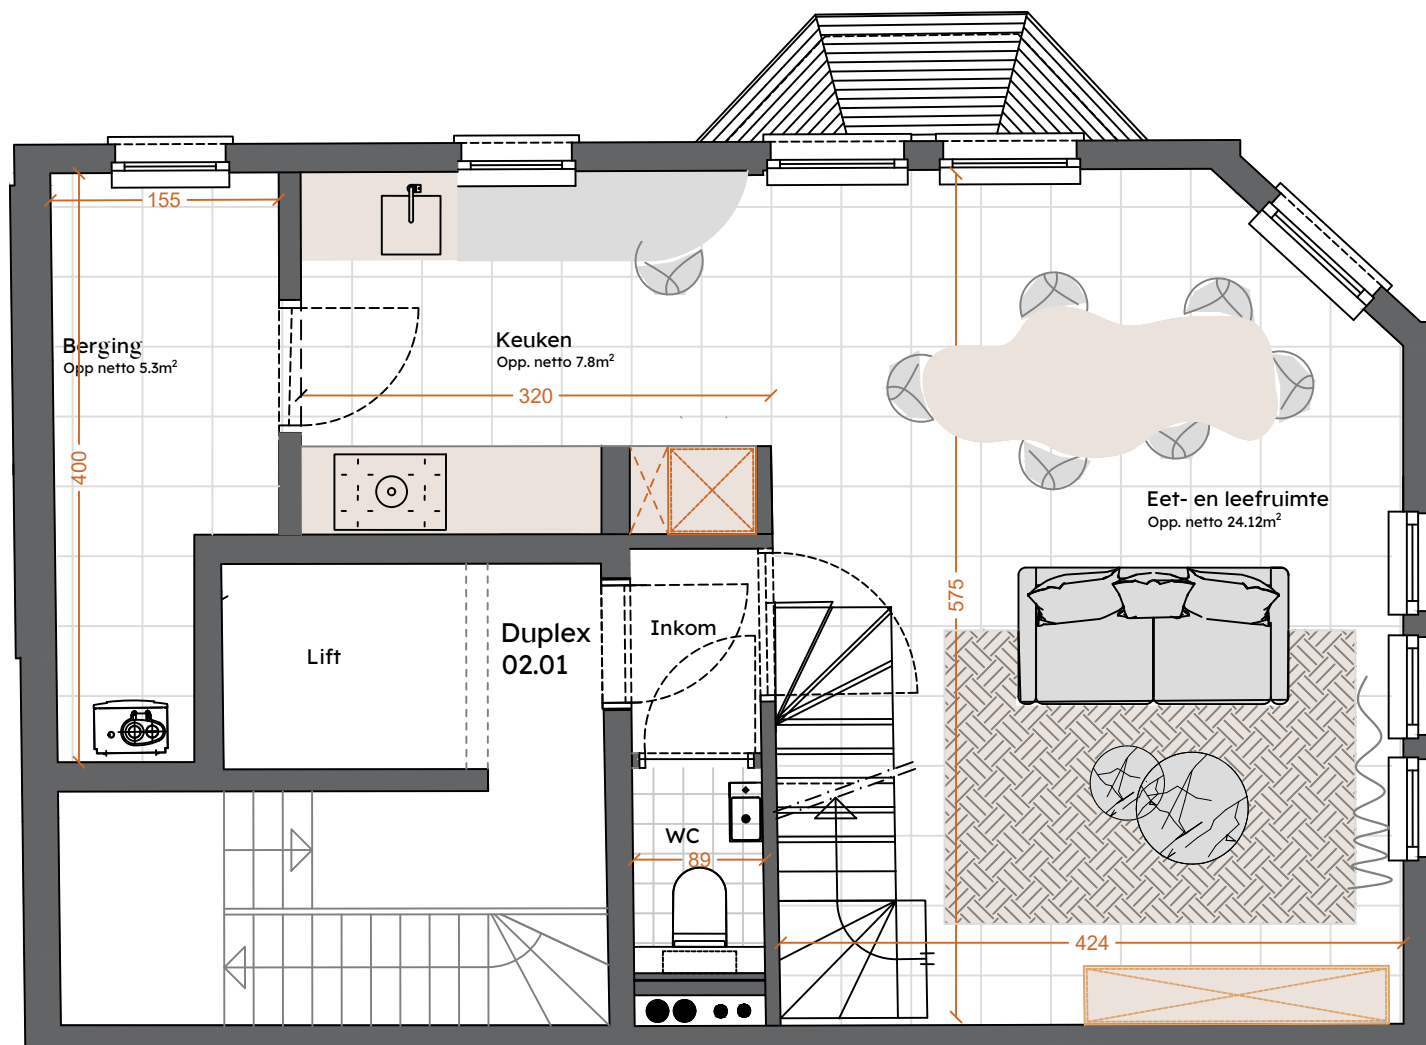 155
Berging
Opp netto 5.3m²
400
Keuken
Opp. netto 7.8m²
320
Eet- en leefruimte
Opp. netto 24.12m²
575
Duplex
02.01
Inkom
Lift
WC
89
424